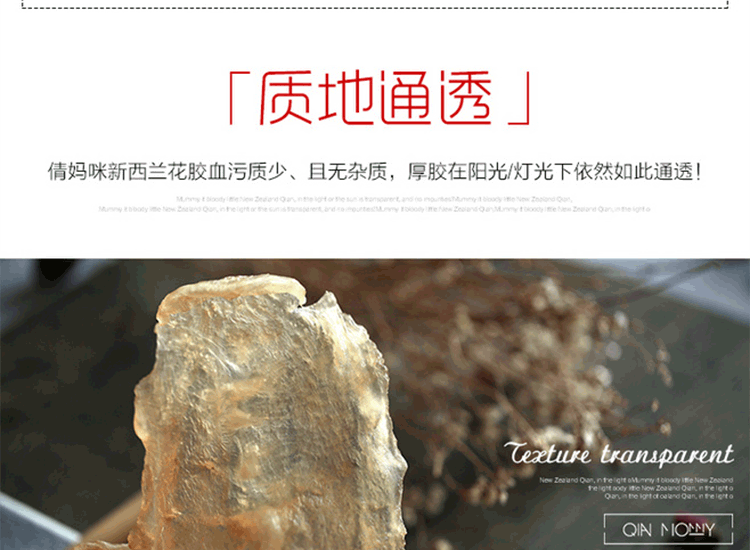 「质地通透」
倩妈咪新西兰花胶血污质少、且无杂质，厚胶在阳光/灯光下依然如此通透！
Mummy it bloody little New Zealand Qian, in the light or the sun is transparent, and no impurities!Mummy it bloody little New Zealand Qian,
Mummy it bloody little New Zealand Qian, in the light or the sun is transparent, and no impurities!Mummy it bloody little New Zealand Qian,Mummy it bloody little New Zealand Qian, in the light o
Texture transparent
New Zealand Qian, in the light oMummy it bloody little New Zealand
the light oody little New Zealand Qian, in the light o
Qian, in the light of oaland Qian, in the light o
QIAN MOMMY